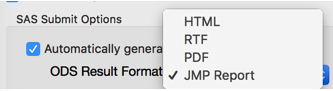 SAS Submit Options
HTML
RTF
Automatically genera
PDF
ODS Result Format
✓ JMP Report